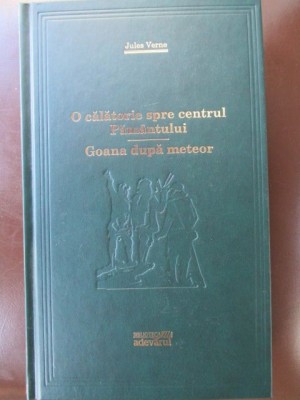 Jules Verne
O călătorie spre centrul
Pământului
Goana după meteor
adevărul